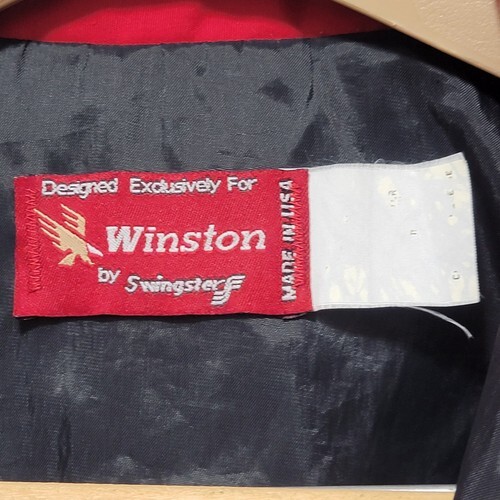 Designed Exclusively For
Winston
by Swingster
MADE IN USA